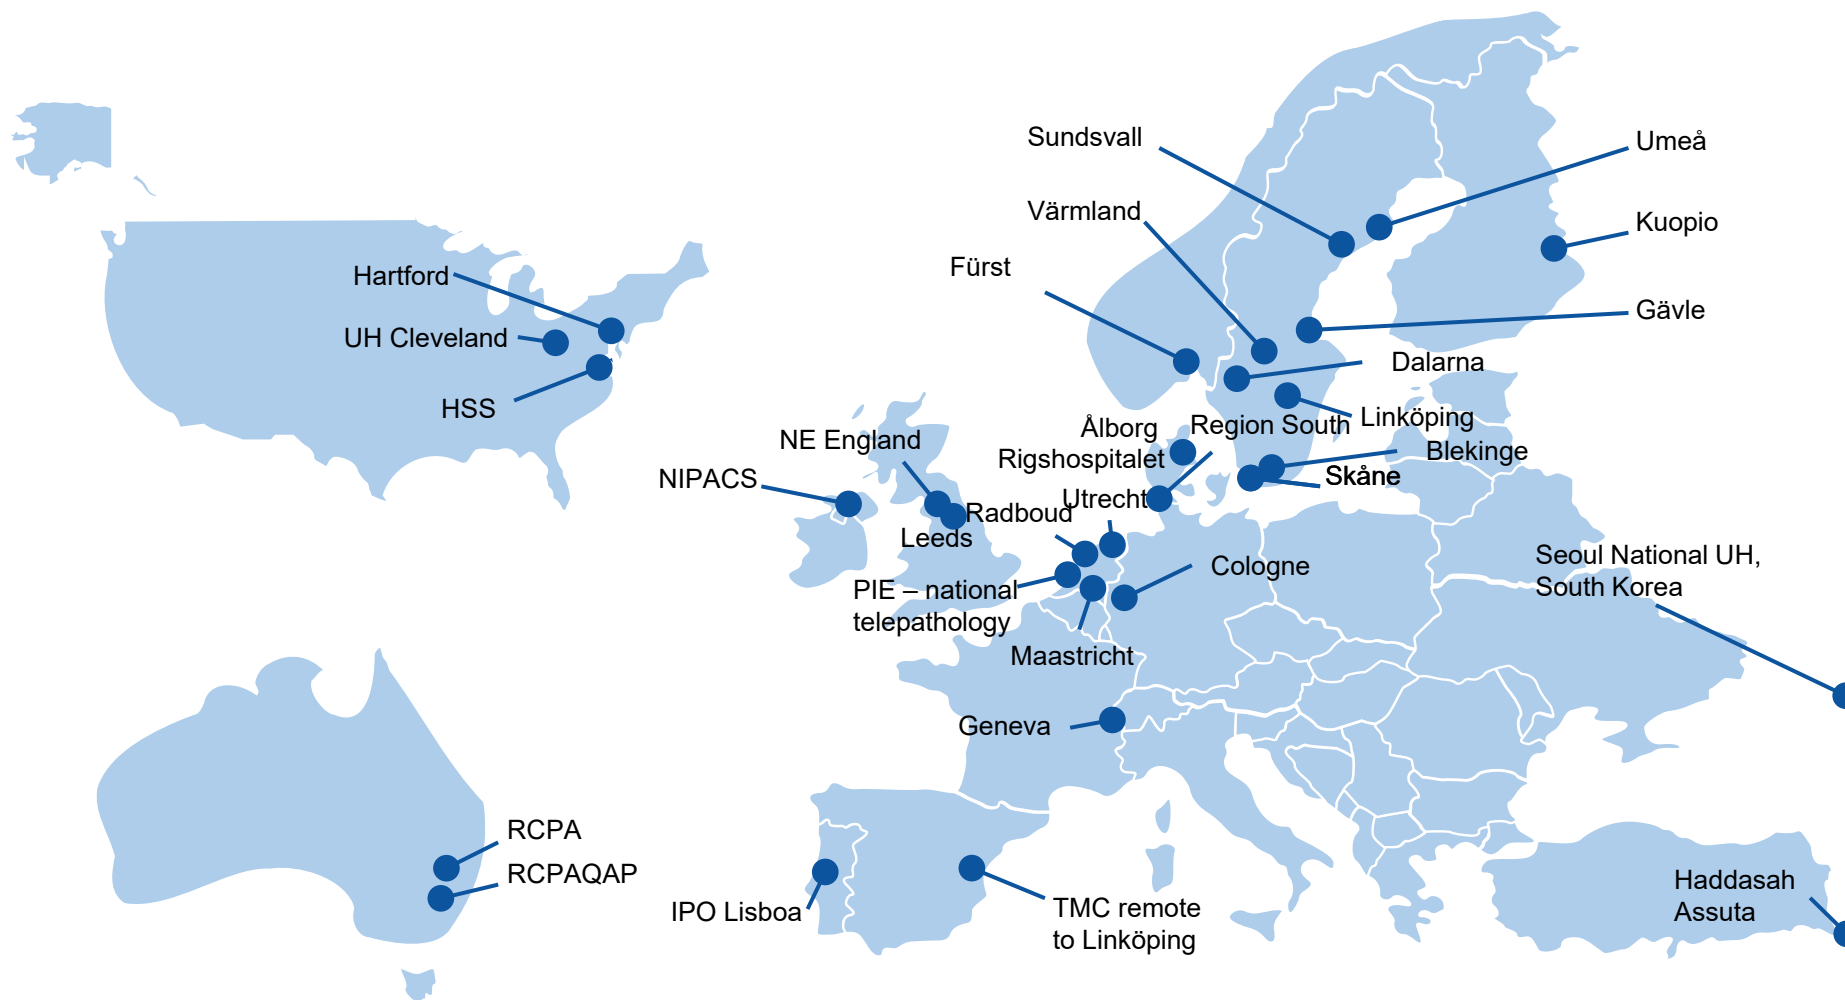 Sundsvall
Umeå
Värmland
Kuopio
Fürst
Hartford
Gävle
UH Cleveland
Dalarna
HSS
Linköping
Region South
Ålborg
Rigshospitalet
NE England
Blekinge
NIPACS
Skåne
Utrecht
Radboud
Leeds
Cologne
Seoul National UH,
South Korea
PIE – national
telepathology
Maastricht
Geneva
RCPA
RCPAQAP
IPO Lisboa
TMC remote
to Linköping
Haddasah
Assuta